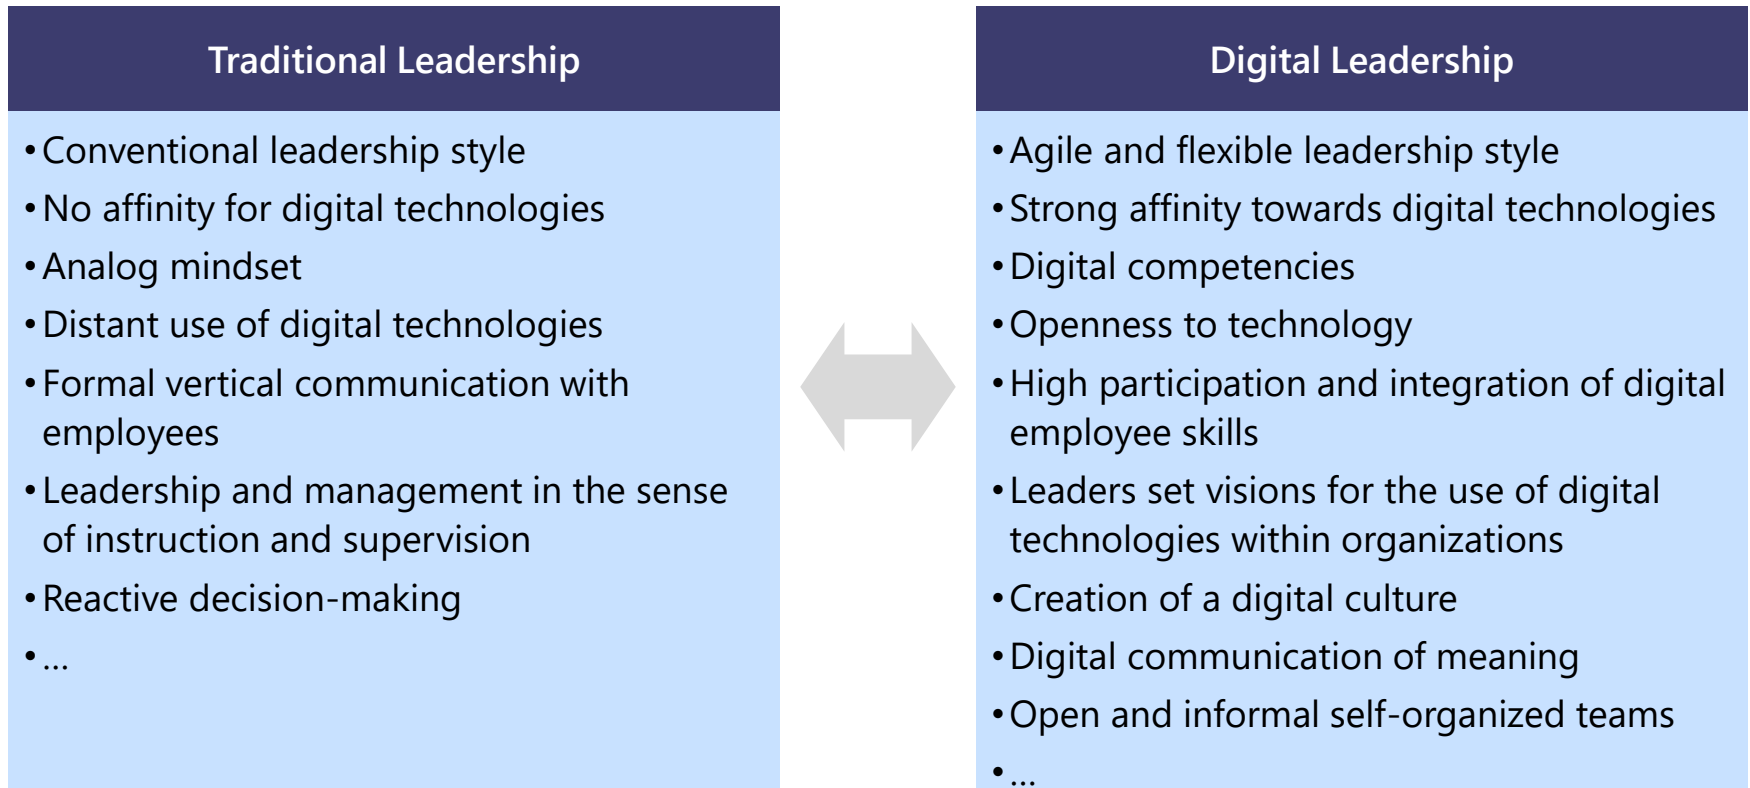 Traditional Leadership
• Conventional leadership style
• No affinity for digital technologies
• Analog mindset
• Distant use of digital technologies
• Formal vertical communication with
employees
• Leadership and management in the sense
of instruction and supervision
• Reactive decision-making
• ...
Digital Leadership
• Agile and flexible leadership style
• Strong affinity towards digital technologies
• Digital competencies
• Openness to technology
• High participation and integration of digital
employee skills
• Leaders set visions for the use of digital
technologies within organizations
• Creation of a digital culture
• Digital communication of meaning
• Open and informal self-organized teams
• ...